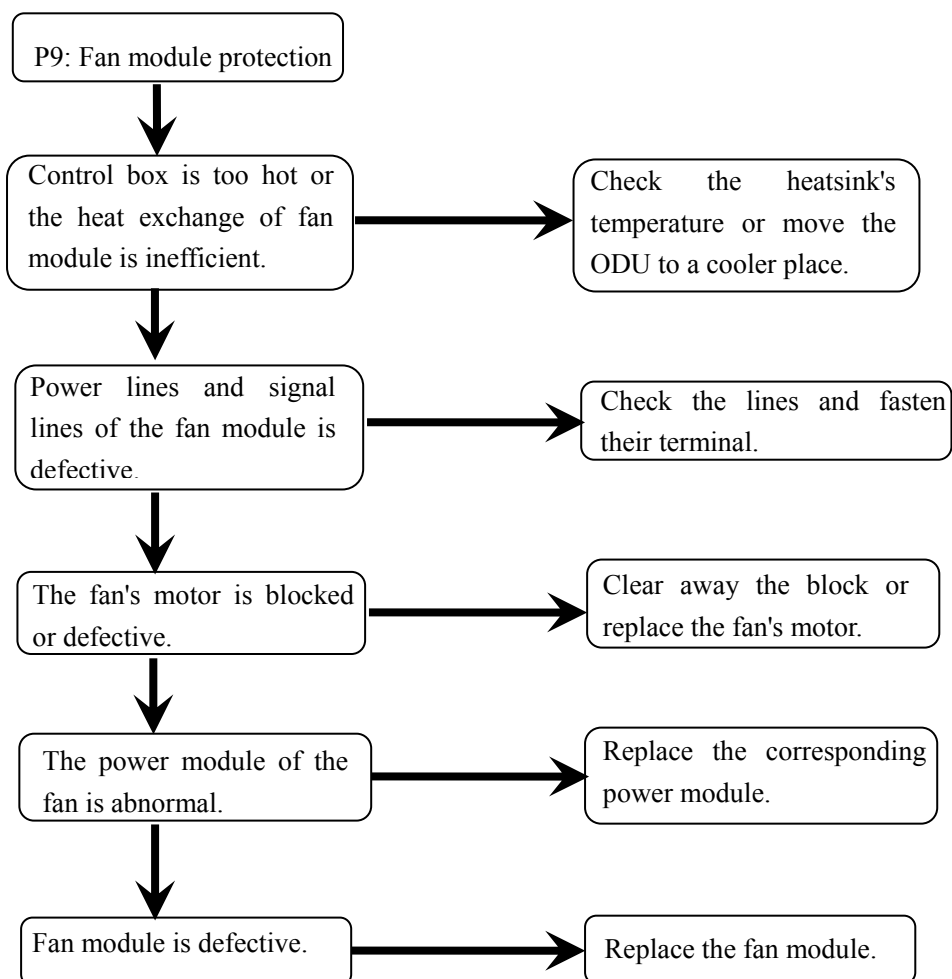 P9: Fan module protection
Control box is too hot or
the heat exchange of fan
module is inefficient.
Check the heatsink's
temperature or move the
ODU to a cooler place.
Power lines and signal
lines of the fan module is
defective.
Check the lines and fasten
their terminal.
The fan's motor is blocked
or defective.
Clear away the block or
replace the fan's motor.
The power module of the
fan is abnormal.
Replace the corresponding
power module.
Fan module is defective.
Replace the fan module.